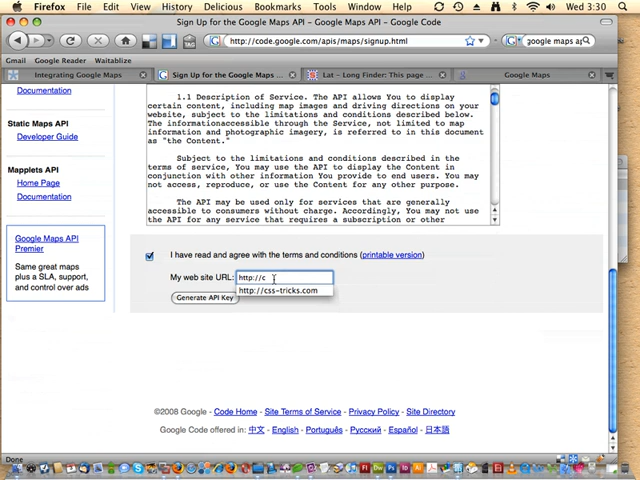 Firefox File Edit View History Delicious Bookmarks Tools Window Help Wed 3:30
Sign Up for the Google Maps API - Google Maps API - Google Code
http://code.google.com/apis/maps/signup.html
google maps
Gmail Google Reader Waitablize
Integrating Google Maps
Sign Up for the Google Maps ...
Lat – Long Finder: This page ...
Google Maps
Documentation
Static Maps API
Developer Guide
Mapplets API
Home Page
Documentation
Google Maps API
Premier
Same great maps
plus a SLA, support,
and control over ads
1.1 Description of Service. The API allows You to display
certain content, including map images and driving directions on your
website, subject to the limitations and conditions described below.
The informationaccessible through the Service, not limited to map
information and photographic imagery, is referred to in this document
as "the Content."
Subject to the limitations and conditions described in the
terms of service, You may use the API to display the Content in
conjunction with other information You provide to end users. You may
not access, reproduce, or use the Content for any other purpose.
The API may be used only for services that are generally
accessible to consumers without charge. Accordingly, You may not use
the API for any service that requires a subscription or other
I have read and agree with the terms and conditions (printable version)
My web site URL: http://c
http://css-tricks.com
Generate API Key
©2008 Google - Code Home - Site Terms of Service - Privacy Policy - Site Directory
Google Code offered in: 中文 - English - Português - Русский - Español - 日本語
Done